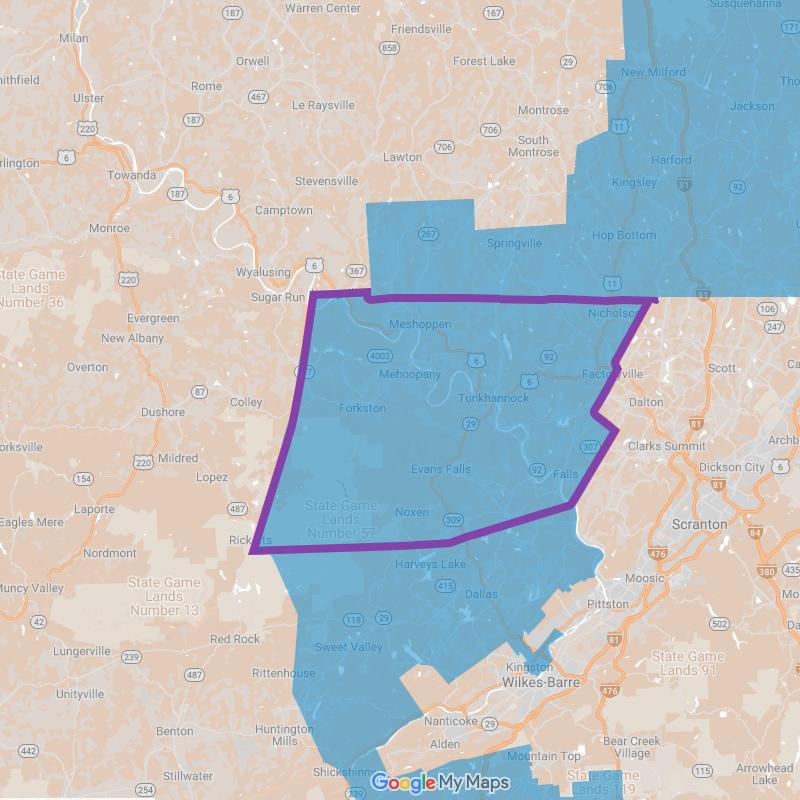 Susquehanna
187
Warren Center
167
Milan
Friendsville
171
858
Orwell
Forest Lake
29
mithfield
New Milford
Tho
Rome
706
Ulster
467
Le Raysville
Jackson
Montrose
187
220
706
11
South
Montrose
706
6
Lawton
Harford
rlington
Towanda
Stevensville
Kingsley
81
92
187
6
Camptown
Monroe
267
Hop Bottom
Springville
L
State Game
Lands
Number 36
220
Wyalusing
6
367
11
Sugar Run
81
Nicholson
106
Evergreen
Meshoppen
247
New Albany
4002
6
92
Overton
Mehoopany
Factoryville
Scott
Ca
6
87
Colley
Forkston
Tunkhannock
Dalton
Dushore
29
81
orksville
307
Clarks Summit
Archb
220
Mildred
Evans Falls
92
Falls
Dickson City
6
154
Lopez
81
487
State Game
Lands
Number 57
Laporte
Noxen
309
Scranton
Eagles Mere
84
Ricketts
Nordmont
476
Harveys Lake
380
435
Muncy Valley
State Game
Lands
Number 13
415
Dallas
Moosic
Mo
Pittston
42
118
29
502
Red Rock
81
Lungerville
239
Sweet Valley
State Game
Lands 91
487
Rittenhouse
Kingston
Wilkes-Barre
Unityville
476
Nanticoke
29
Benton
Huntington
Mills
Alden
Bear Creek
Village
442
Mountain Top
Stillwater
Shickshinny
115
Arrowhead
Lake
State Game
Lands 119
254
239
Google My Maps